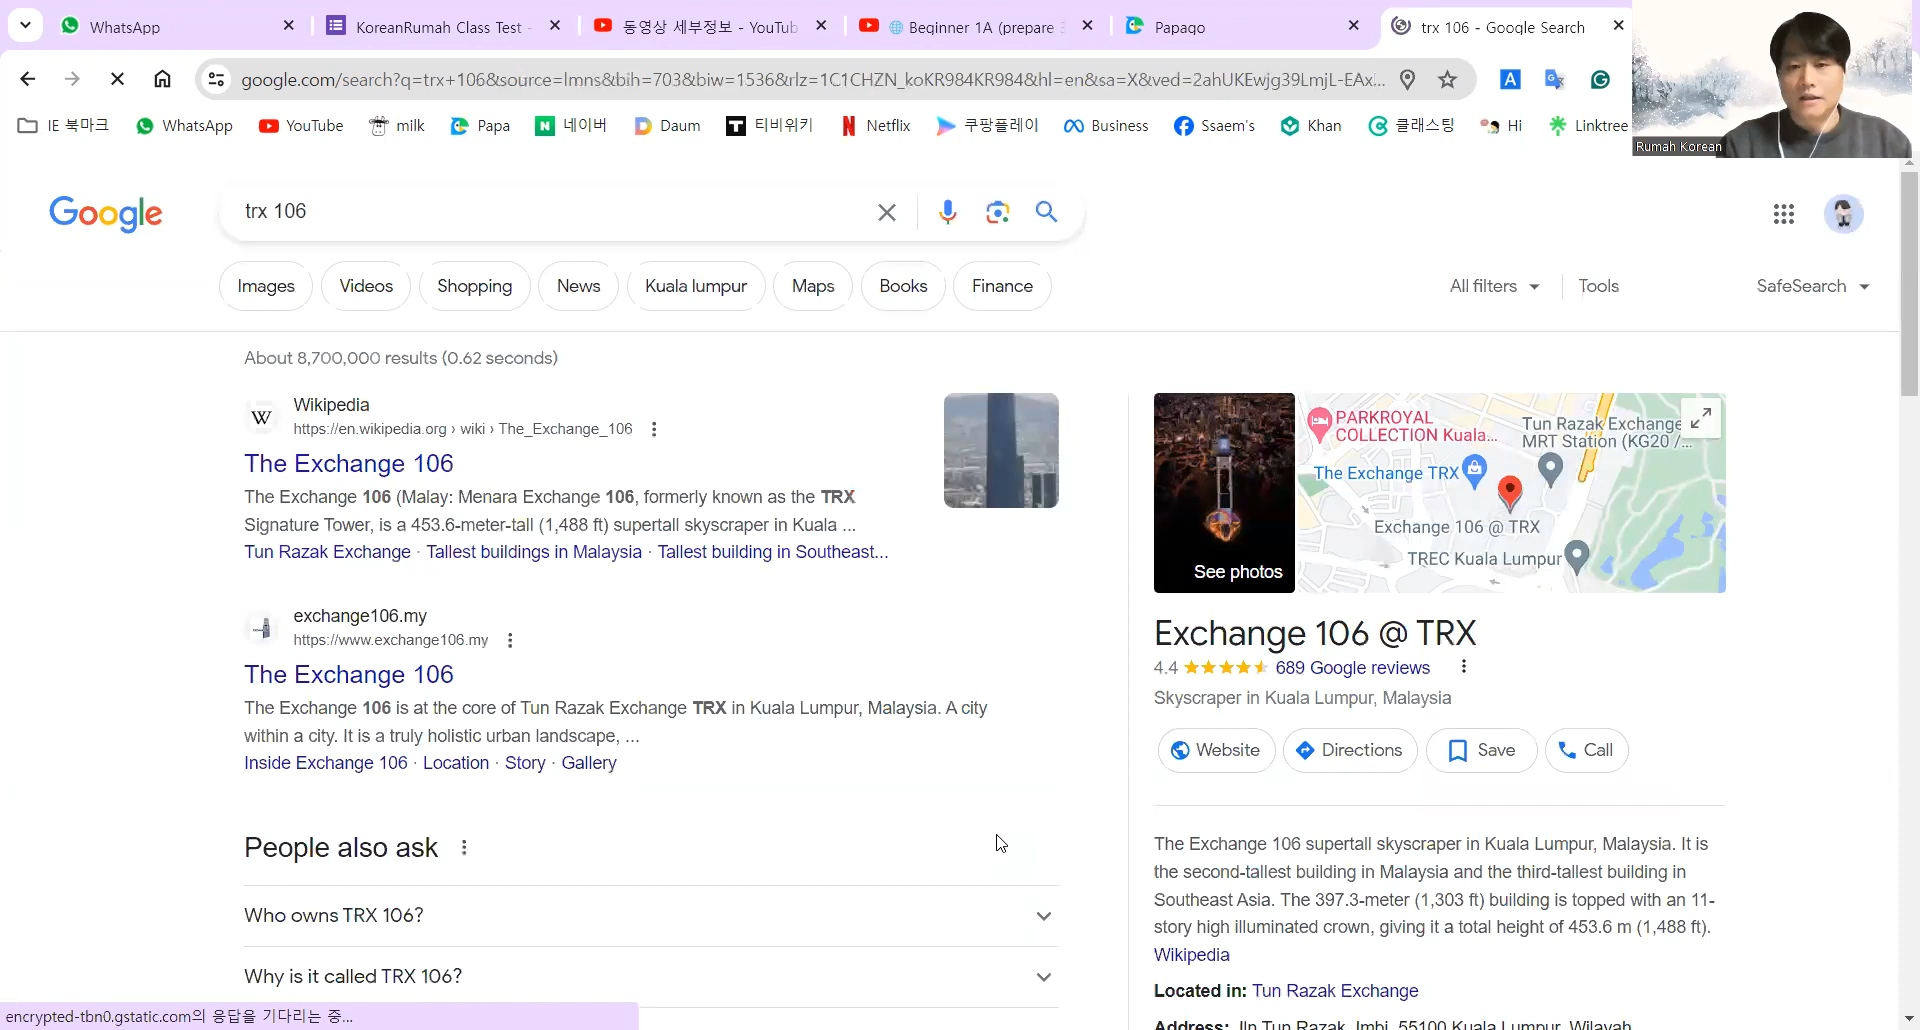 WhatsApp
KoreanRumah Class Test -
동영상 세부정보 - YouTub
Beginner 1A (prepare
Papago
trx 106 - Google Search
google.com/search?q=trx+106&source=lmns&bih=703&biw=1536&rlz=1C1CHZN_koKR984KR984&hl=en&sa=X&ved=2ahUKEwjg39LmjL-EAx...
IE 북마크
WhatsApp
YouTube
milk
Papa
네이버
Daum
티비위키
Netflix
쿠팡플레이
Business
Ssaem's
Khan
클래스팅
Hi
Linktree
Rumah Korean
Google
trx 106
Images
Videos
Shopping
News
Kuala lumpur
Maps
Books
Finance
All filters
Tools
SafeSearch
About 8,700,000 results (0.62 seconds)
W
Wikipedia
https://en.wikipedia.org › wiki › The_Exchange_106
The Exchange 106
The Exchange 106 (Malay: Menara Exchange 106, formerly known as the TRX
Signature Tower, is a 453.6-meter-tall (1,488 ft) supertall skyscraper in Kuala ...
Tun Razak Exchange · Tallest buildings in Malaysia · Tallest building in Southeast...
exchange106.my
https://www.exchange106.my
The Exchange 106
The Exchange 106 is at the core of Tun Razak Exchange TRX in Kuala Lumpur, Malaysia. A city
within a city. It is a truly holistic urban landscape, ...
Inside Exchange 106 · Location · Story · Gallery
People also ask
Who owns TRX 106?
Why is it called TRX 106?
encrypted-tbn0.gstatic.com의 응답을 기다리는 중...
See photos
PARKROYAL
COLLECTION Kuala...
Tun Razak Exchange
MRT Station (KG20 /...
The Exchange TRX
Exchange 106 @ TRX
TREC Kuala Lumpur
Exchange 106 @ TRX
4.4
689 Google reviews
Skyscraper in Kuala Lumpur, Malaysia
Website
Directions
Save
Call
The Exchange 106 supertall skyscraper in Kuala Lumpur, Malaysia. It is
the second-tallest building in Malaysia and the third-tallest building in
Southeast Asia. The 397.3-meter (1,303 ft) building is topped with an 11-
story high illuminated crown, giving it a total height of 453.6 m (1,488 ft).
Wikipedia
Located in: Tun Razak Exchange
Address: Jln Tun Razak, Imbi, 55100 Kuala Lumpur, Wilayah